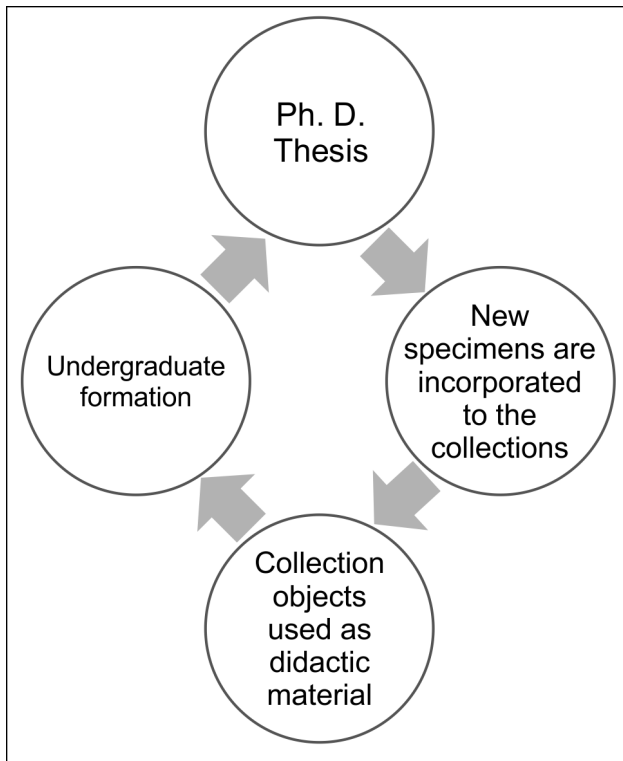 Ph. D.
Thesis
New
specimens are
incorporated
to the
collections
Collection
objects
used as
didactic
material
Undergraduate
formation